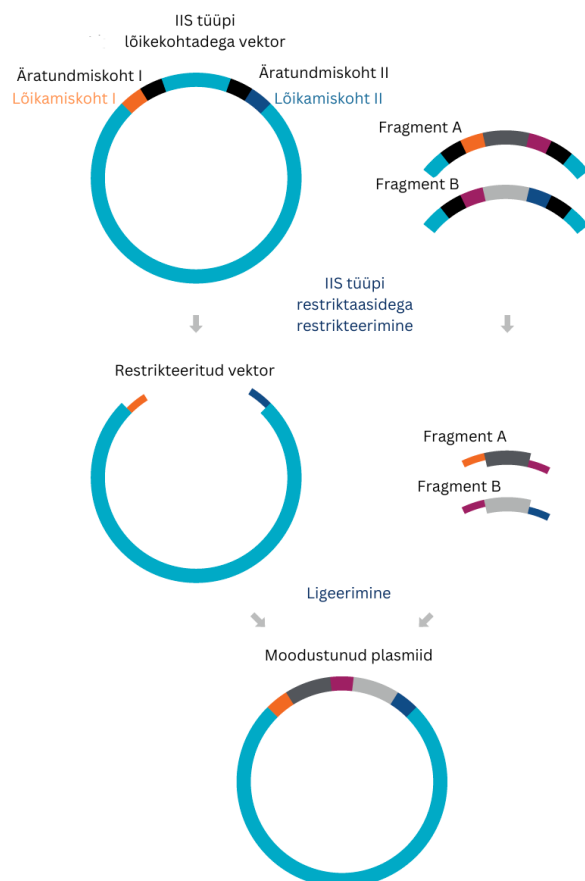 IIS tüüpi
lõikekohtadega vektor
Äratundmiskoht I
Lõikamiskoht I
Äratundmiskoht II
Lõikamiskoht II
Fragment A
Fragment B
IIS tüüpi
restriktaasidega
restrikteerimine
Restrikteeritud vektor
Fragment A
Fragment B
Ligeerimine
Moodustunud plasmiid